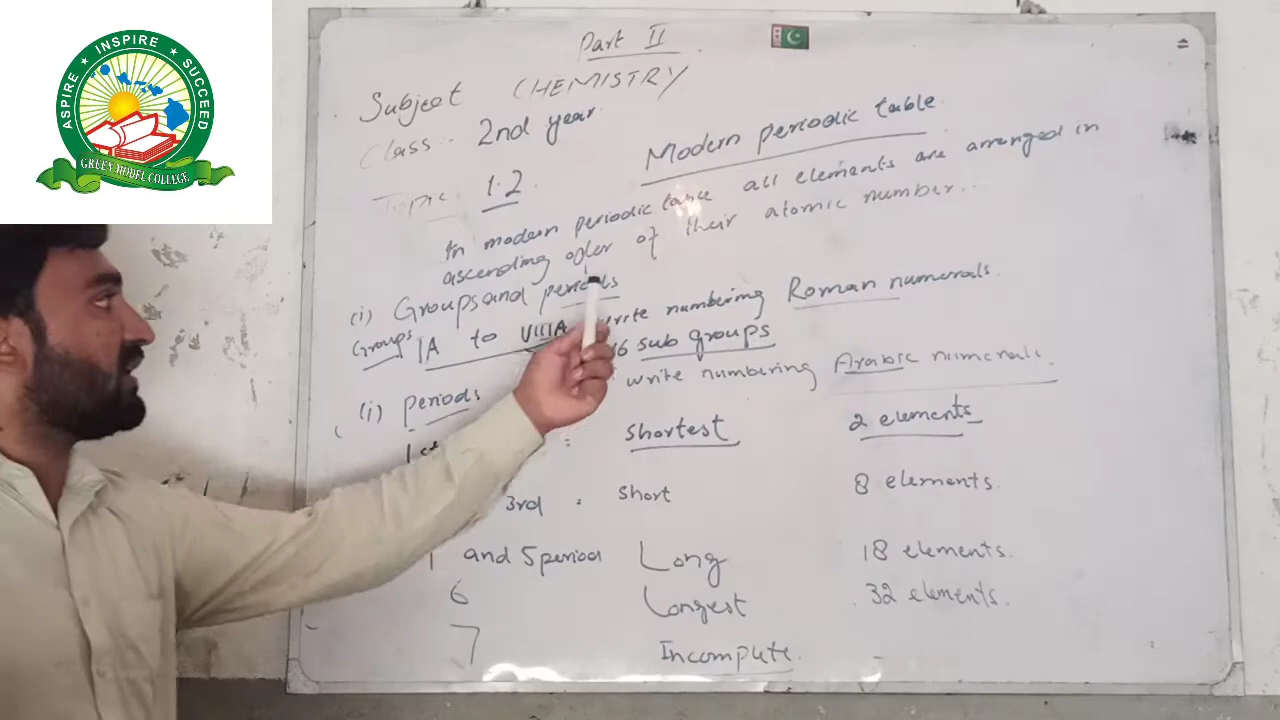 ASPIRE ★ INSPIRE ★ SUCCEED
GREEN MODEL COLLEGE
Part II
Subject CHEMISTRY
Class :- 2nd year
Topic 1.2
Modern periodic table
In modern periodic table all elements are arranged in
ascending order of their atomic number..
(i) Groups and periods
Groups IA to VIIIA write numbering Roman numerals
16 sub groups
(i) periods write numbering Arabic numerals.
1st : shortest 2 elements
3rd : short 8 elements
and 5 period Long 18 elements.
6 Longest 32 elements.
7 Incompute.